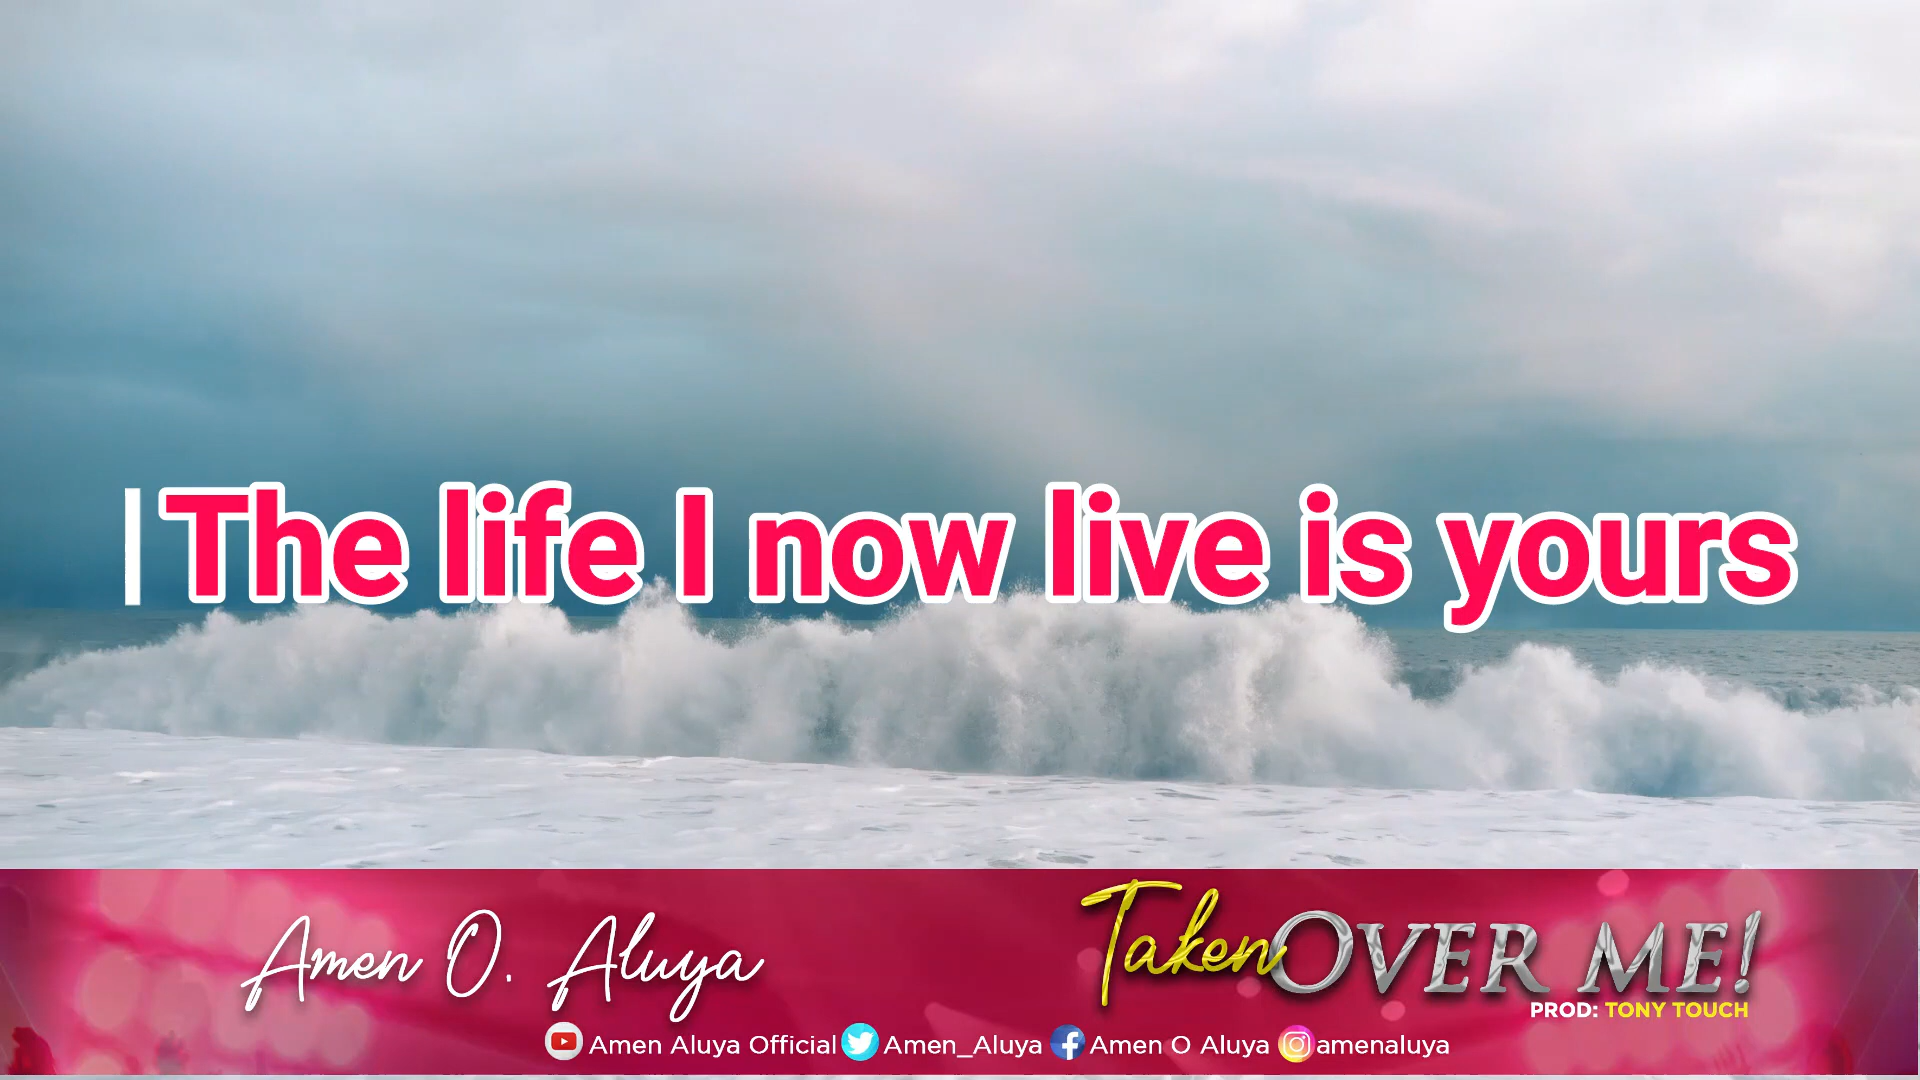 The life I now live is yours
Amen O. Aluya
Taken OVER ME!
PROD: TONY TOUCH
Amen Aluya Official Amen_Aluya Amen O Aluya amenaluya